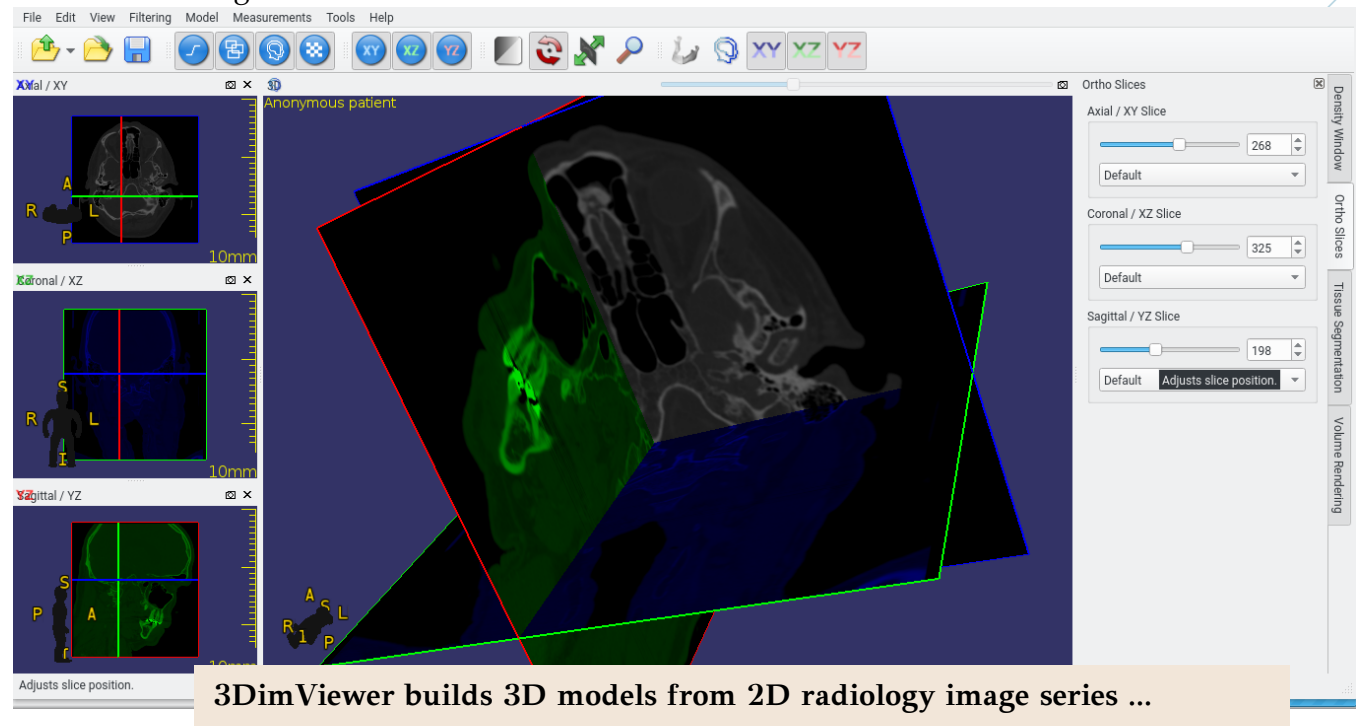 File Edit View Filtering Model Measurements Tools Help
XY XZ YZ XY XZ YZ
Axial / XY
3D
Ortho Slices
Anonymous patient
A
R L
P
10mm
Coronal / XZ
S
R L
I
10mm
Sagittal / YZ
S
P A
10mm
A
S L
R
P
Axial / XY Slice
268
Default
Coronal / XZ Slice
325
Default
Sagittal / YZ Slice
198
Default Adjusts slice position.
Density Window
Ortho Slices
Tissue Segmentation
Volume Rendering
Adjusts slice position.
3DimViewer builds 3D models from 2D radiology image series ...